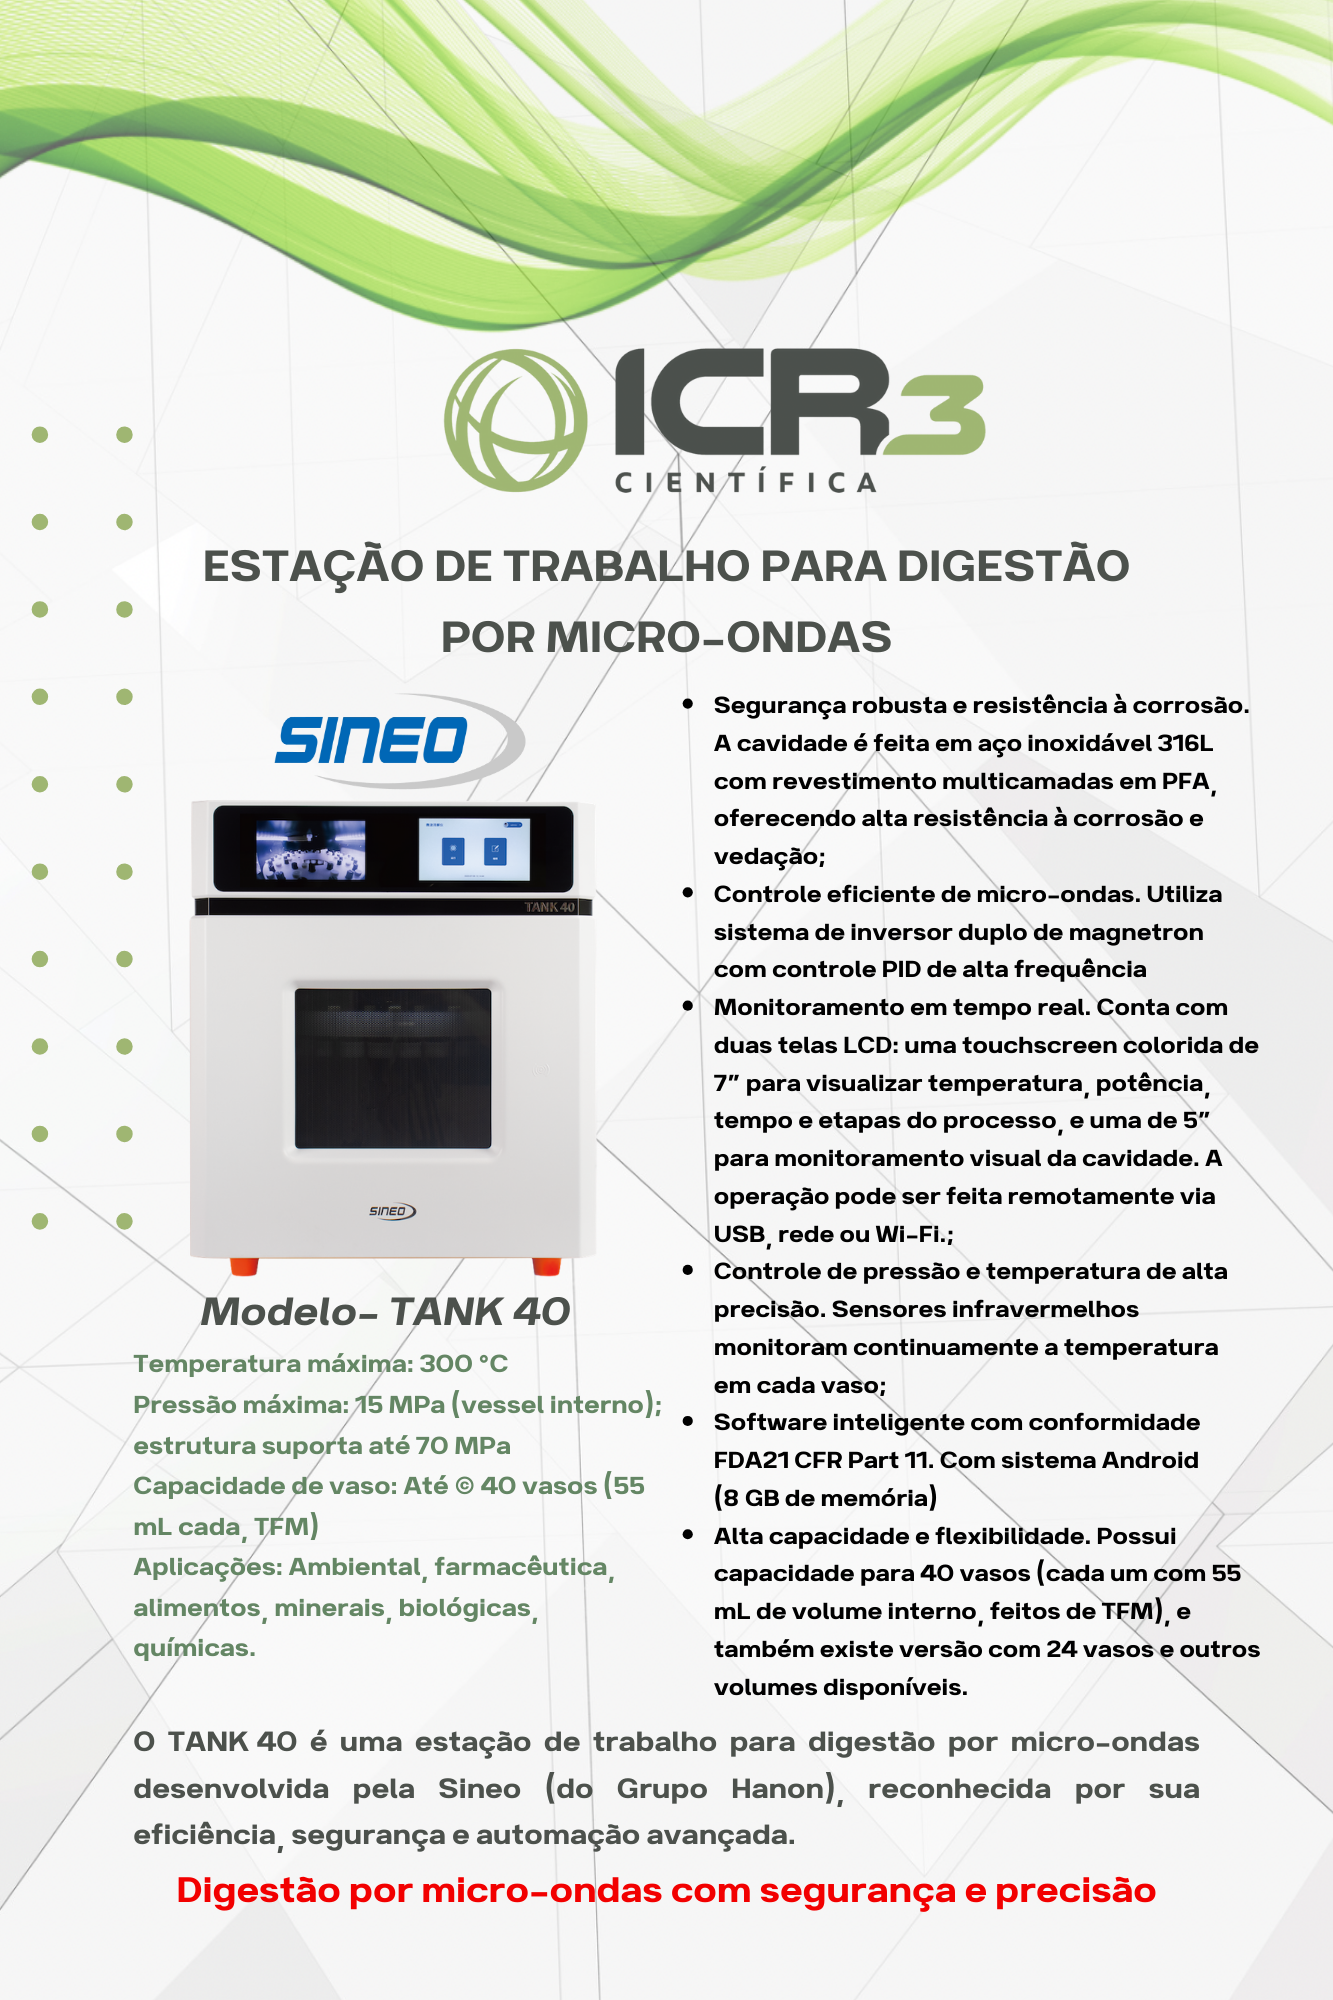 ICR3
CIENTÍFICA
ESTAÇÃO DE TRABALHO PARA DIGESTÃO
POR MICRO-ONDAS
SINEO
TANK 40
SINEO
Modelo- TANK 40
Temperatura máxima: 300 °C
Pressão máxima: 15 MPa (vessel interno);
estrutura suporta até 70 MPa
Capacidade de vaso: Até © 40 vasos (55
mL cada, TFM)
Aplicações: Ambiental, farmacêutica,
alimentos, minerais, biológicas,
químicas.
• Segurança robusta e resistência à corrosão.
A cavidade é feita em aço inoxidável 316L
com revestimento multicamadas em PFA,
oferecendo alta resistência à corrosão e
vedação;
• Controle eficiente de micro-ondas. Utiliza
sistema de inversor duplo de magnetron
com controle PID de alta frequência
• Monitoramento em tempo real. Conta com
duas telas LCD: uma touchscreen colorida de
7” para visualizar temperatura, potência,
tempo e etapas do processo, e uma de 5”
para monitoramento visual da cavidade. A
operação pode ser feita remotamente via
USB, rede ou Wi-Fi.;
• Controle de pressão e temperatura de alta
precisão. Sensores infravermelhos
monitoram continuamente a temperatura
em cada vaso;
• Software inteligente com conformidade
FDA21 CFR Part 11. Com sistema Android
(8 GB de memória)
• Alta capacidade e flexibilidade. Possui
capacidade para 40 vasos (cada um com 55
mL de volume interno, feitos de TFM), e
também existe versão com 24 vasos e outros
volumes disponíveis.
O TANK 40 é uma estação de trabalho para digestão por micro-ondas
desenvolvida pela Sineo (do Grupo Hanon), reconhecida por sua
eficiência, segurança e automação avançada.
Digestão por micro-ondas com segurança e precisão